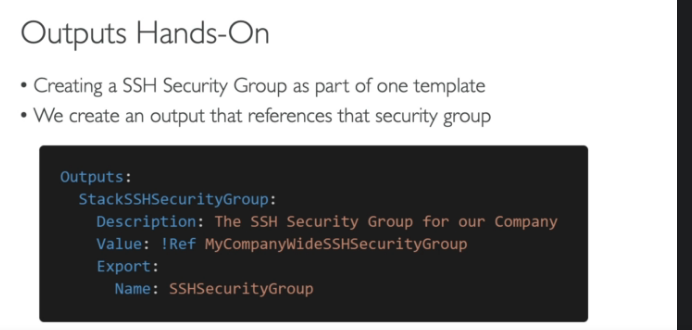 Outputs Hands-On
• Creating a SSH Security Group as part of one template
• We create an output that references that security group
Outputs:
  StackSSHSecurityGroup:
    Description: The SSH Security Group for our Company
    Value: !Ref MyCompanyWideSSHSecurityGroup
    Export:
      Name: SSHSecurityGroup